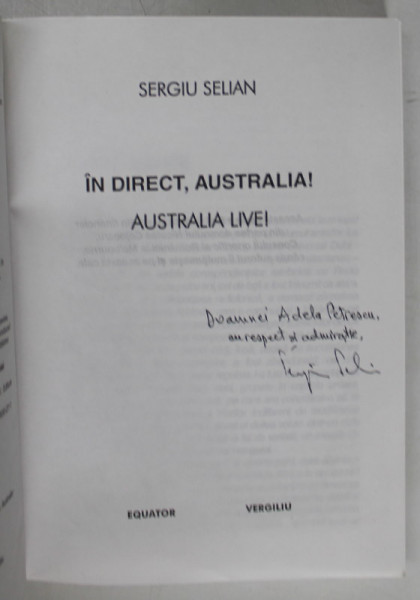 SERGIU SELIAN
ÎN DIRECT, AUSTRALIA!
AUSTRALIA LIVE!
Doamnei Adela Petrescu,
cu respect și admirație,
EQUATOR VERGILIU